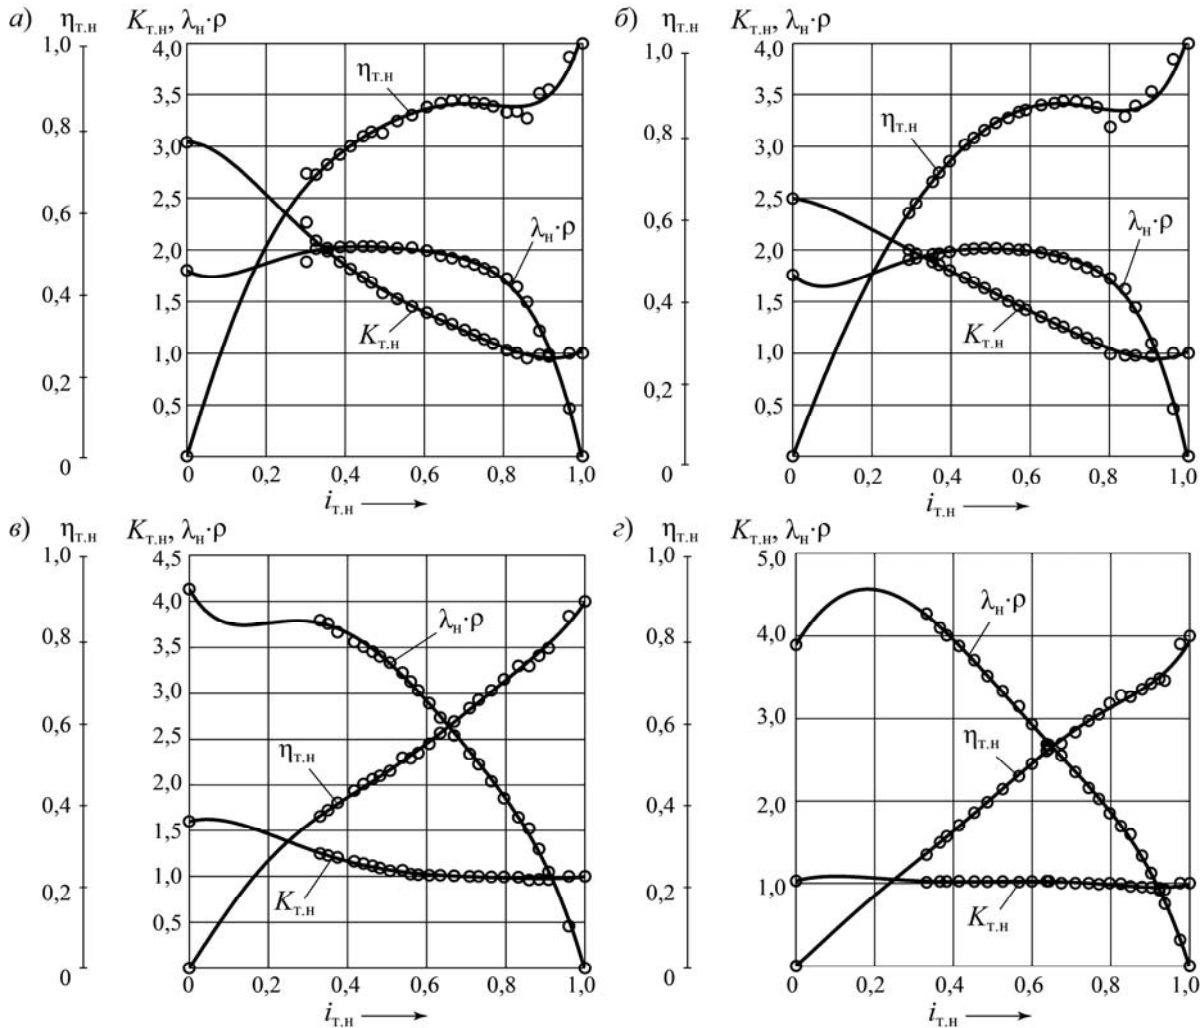 а) ηт.н Kт.н, λн·ρ
1,0 4,0
3,5
0,8
3,0
2,5
0,6
2,0
0,4
1,5
1,0
0,2
0,5
0
ηт.н
λн·ρ
Kт.н
0 0,2 0,4 0,6 0,8 1,0
iт.н
б) ηт.н Kт.н, λн·ρ
1,0 4,0
3,5
0,8
3,0
2,5
0,6
2,0
0,4
1,5
1,0
0,2
0,5
0
ηт.н
λн·ρ
Kт.н
0 0,2 0,4 0,6 0,8 1,0
iт.н
в) ηт.н Kт.н, λн·ρ
1,0 4,5
4,0
0,8
3,5
3,0
0,6
2,5
2,0
0,4
1,5
0,2 1,0
0,5
0
λн·ρ
ηт.н
Kт.н
0 0,2 0,4 0,6 0,8 1,0
iт.н
г) ηт.н Kт.н, λн·ρ
1,0 5,0
0,8 4,0
0,6 3,0
0,4 2,0
0,2 1,0
0
λн·ρ
ηт.н
Kт.н
0 0,2 0,4 0,6 0,8 1,0
iт.н